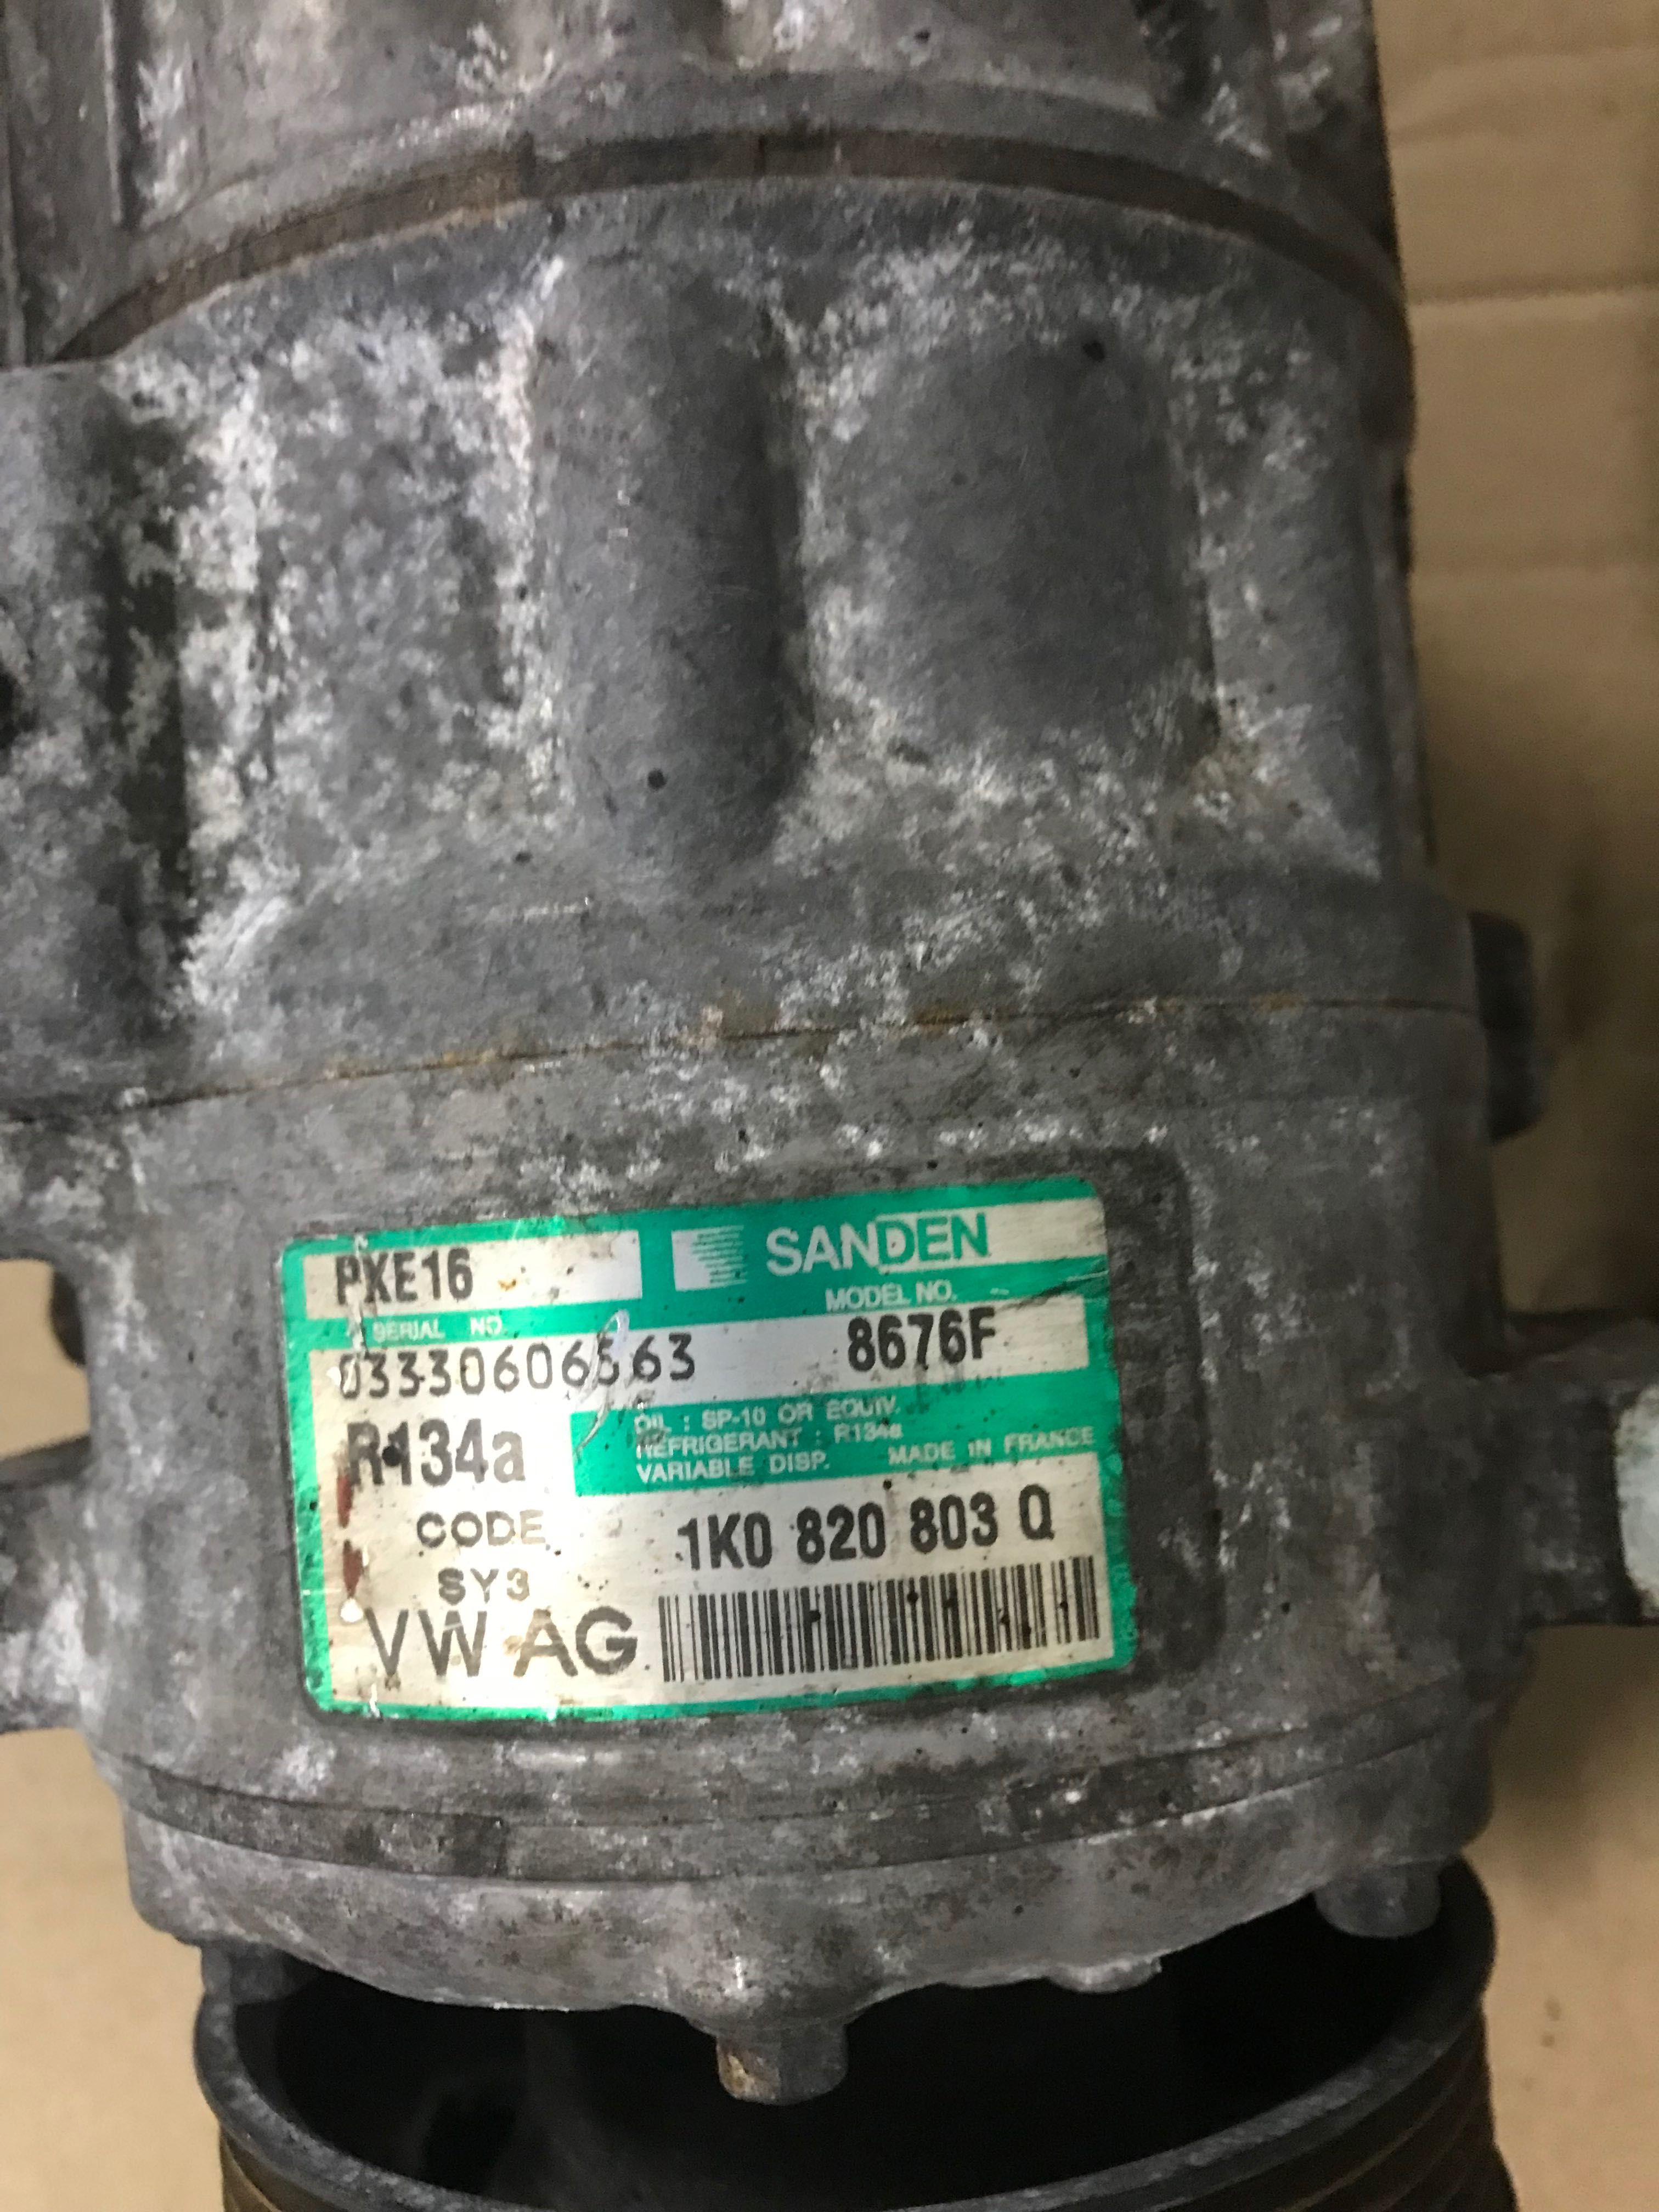 PXE16
SANDEN
SERIAL NO.
MODEL NO.
03330606563
8676F
R134a
OIL : SP-10 OR EQUIV.
REFRIGERANT : R134a
VARIABLE DISP. MADE IN FRANCE
CODE
1K0 820 803 Q
SY3
VW AG